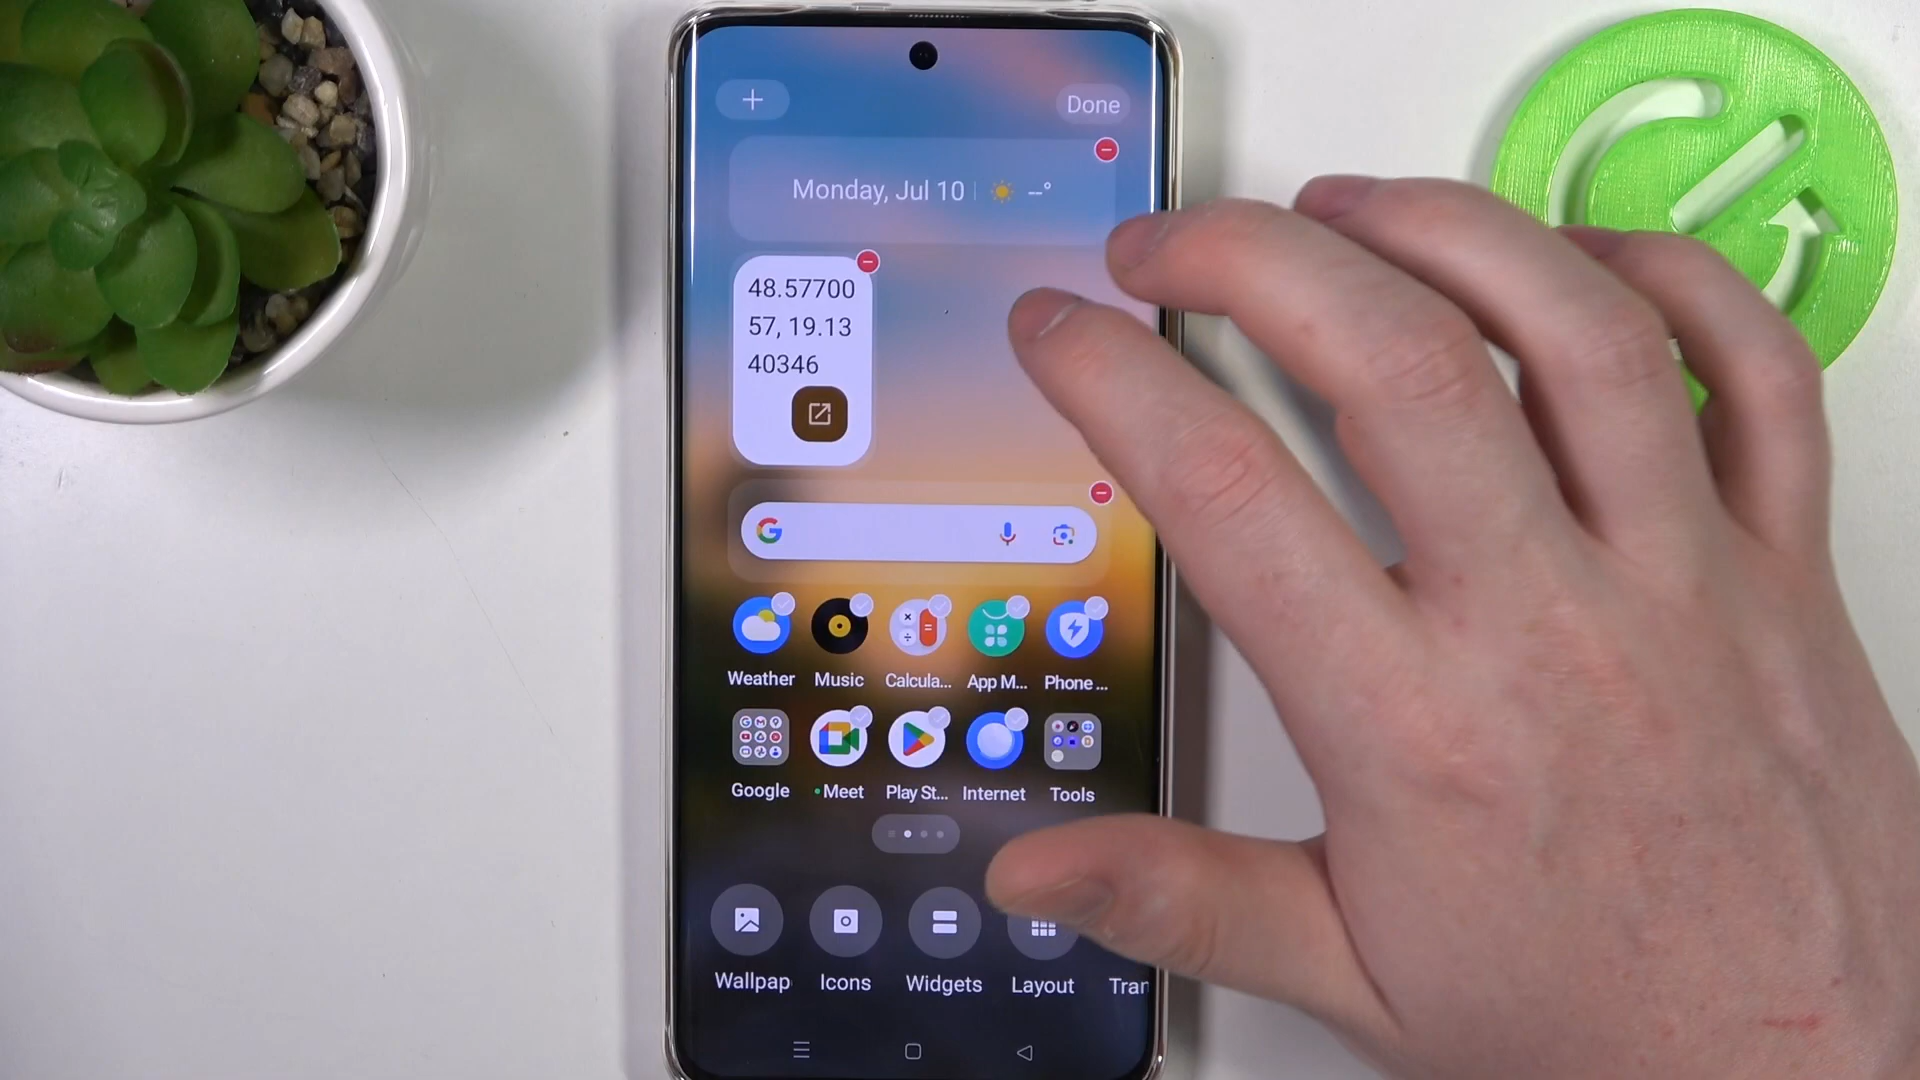 Done
Monday, Jul 10 --°
48.57700
57, 19.13
40346
Weather Music Calcula... App M... Phone ...
Google Meet Play St... Internet Tools
Wallpap Icons Widgets Layout Tran